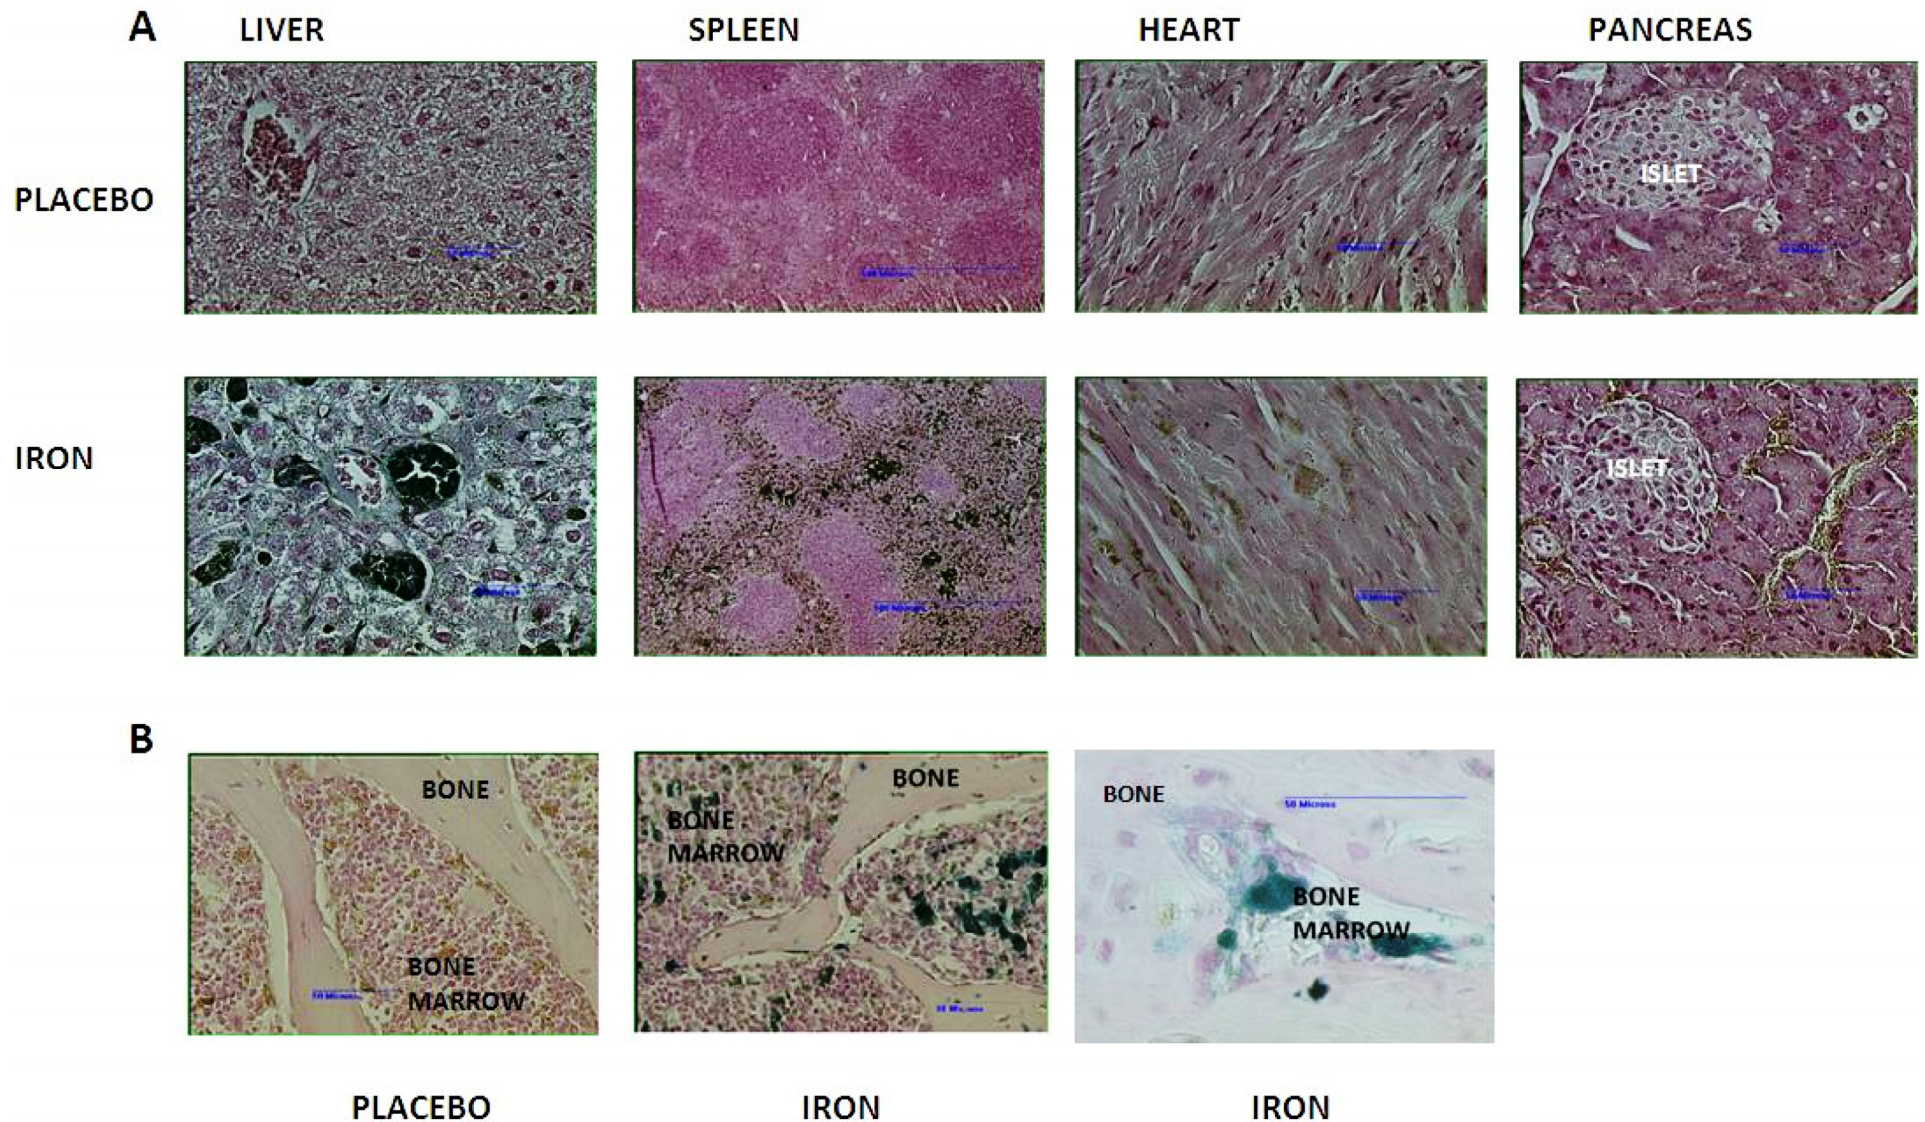 A
LIVER
SPLEEN
HEART
PANCREAS
PLACEBO
ISLET
IRON
ISLET
B
BONE
BONE
MARROW
BONE
BONE
MARROW
BONE
50 Microns
BONE
MARROW
PLACEBO
IRON
IRON